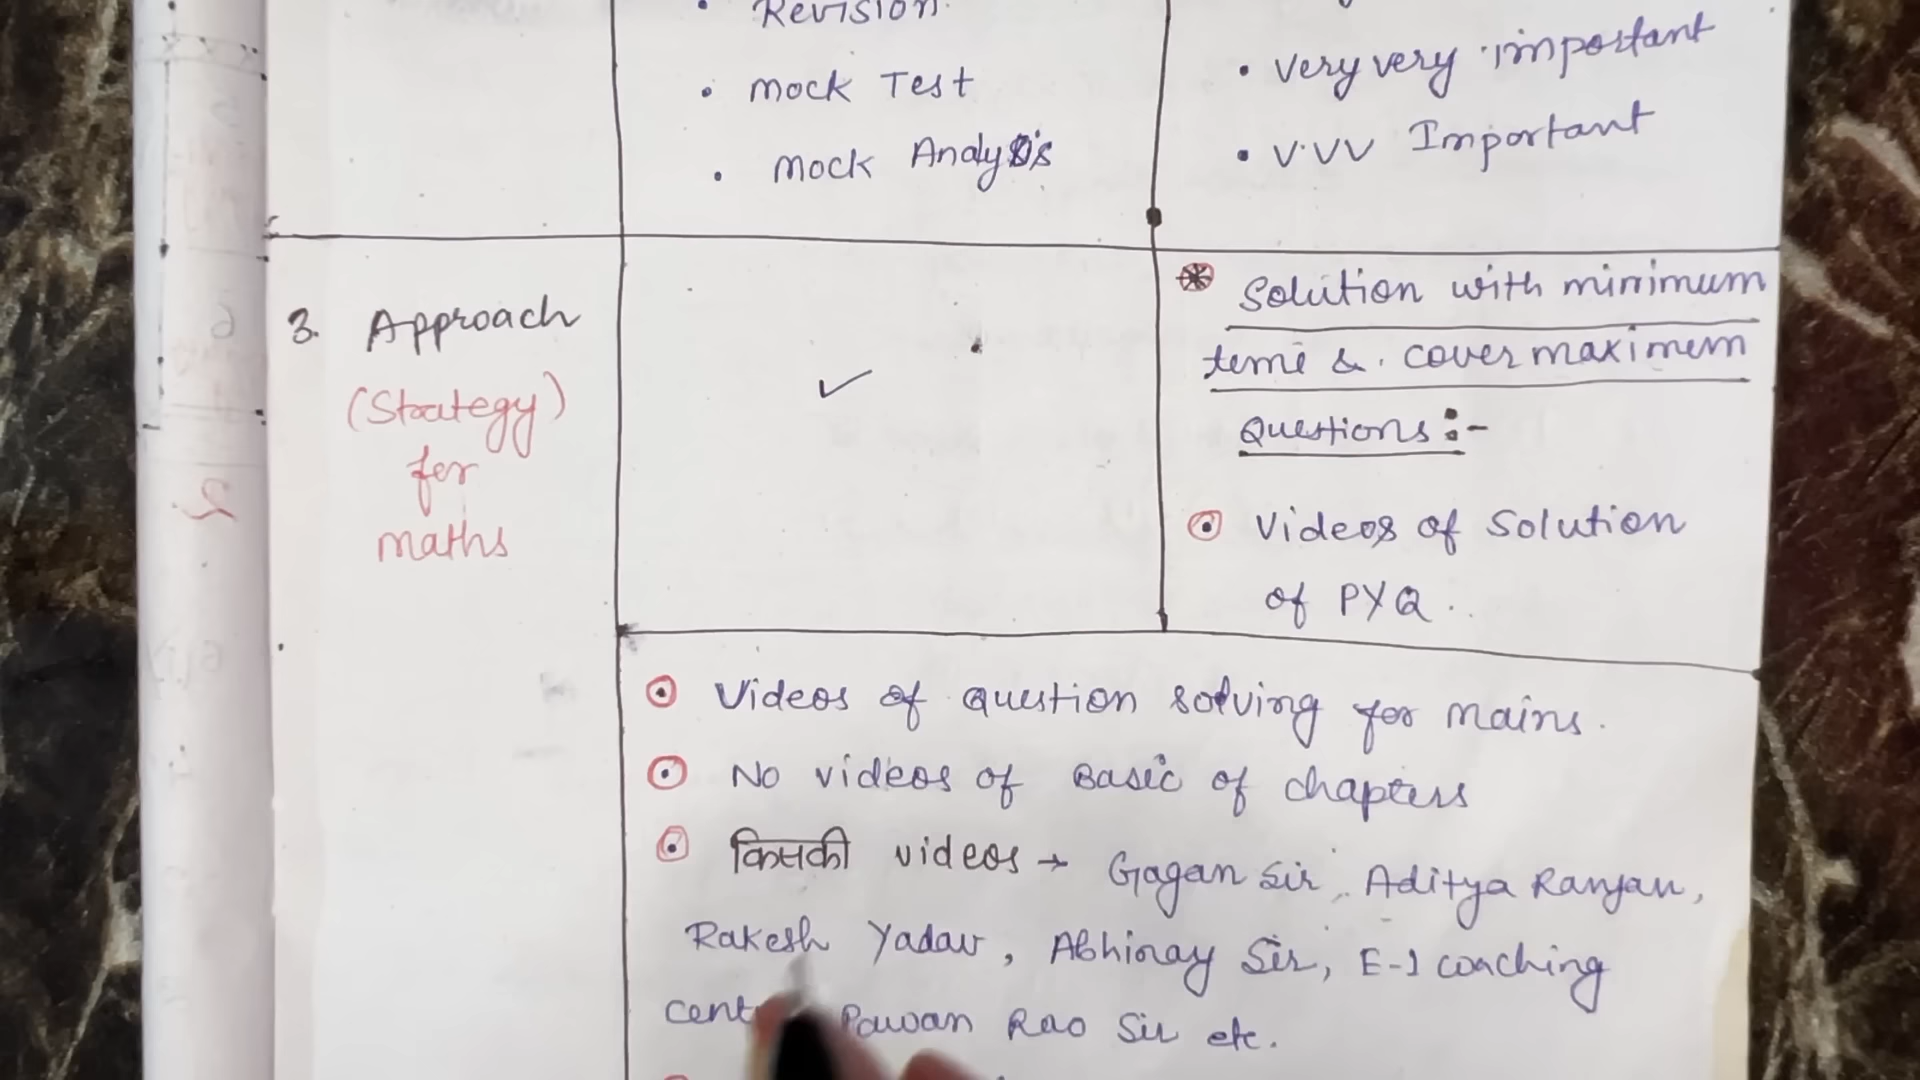 Revision.
• Mock Test
• Mock Analysis
• very very important
• V.VV Important
3. Approach
(Strategy)
for
maths
✓
Solution with minimum
teme & cover maximem
Questions :-
Videos of Solution
of PYQ.
Videos of Question solving for mains.
No videos of Basic of chapters
किसकी videos → Gagan Sir, Aditya Ranjan,
Rakesh Yadav, Abhinay Sir, E-1 coaching
Pawan Rao Sir etc.